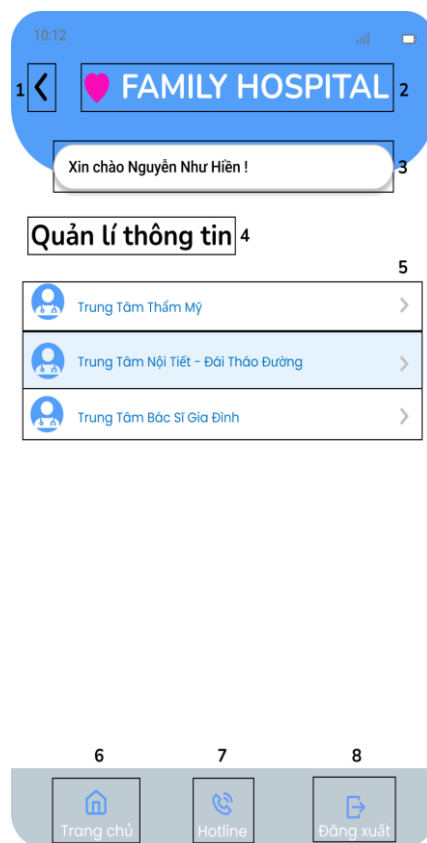 10:12
1
FAMILY HOSPITAL
2
Xin chào Nguyễn Như Hiền !
3
Quản lí thông tin
4
5
Trung Tâm Thẩm Mỹ
Trung Tâm Nội Tiết - Đái Tháo Đường
Trung Tâm Bác Sĩ Gia Đình
6 7 8
Trang chủ Hotline Đăng xuất